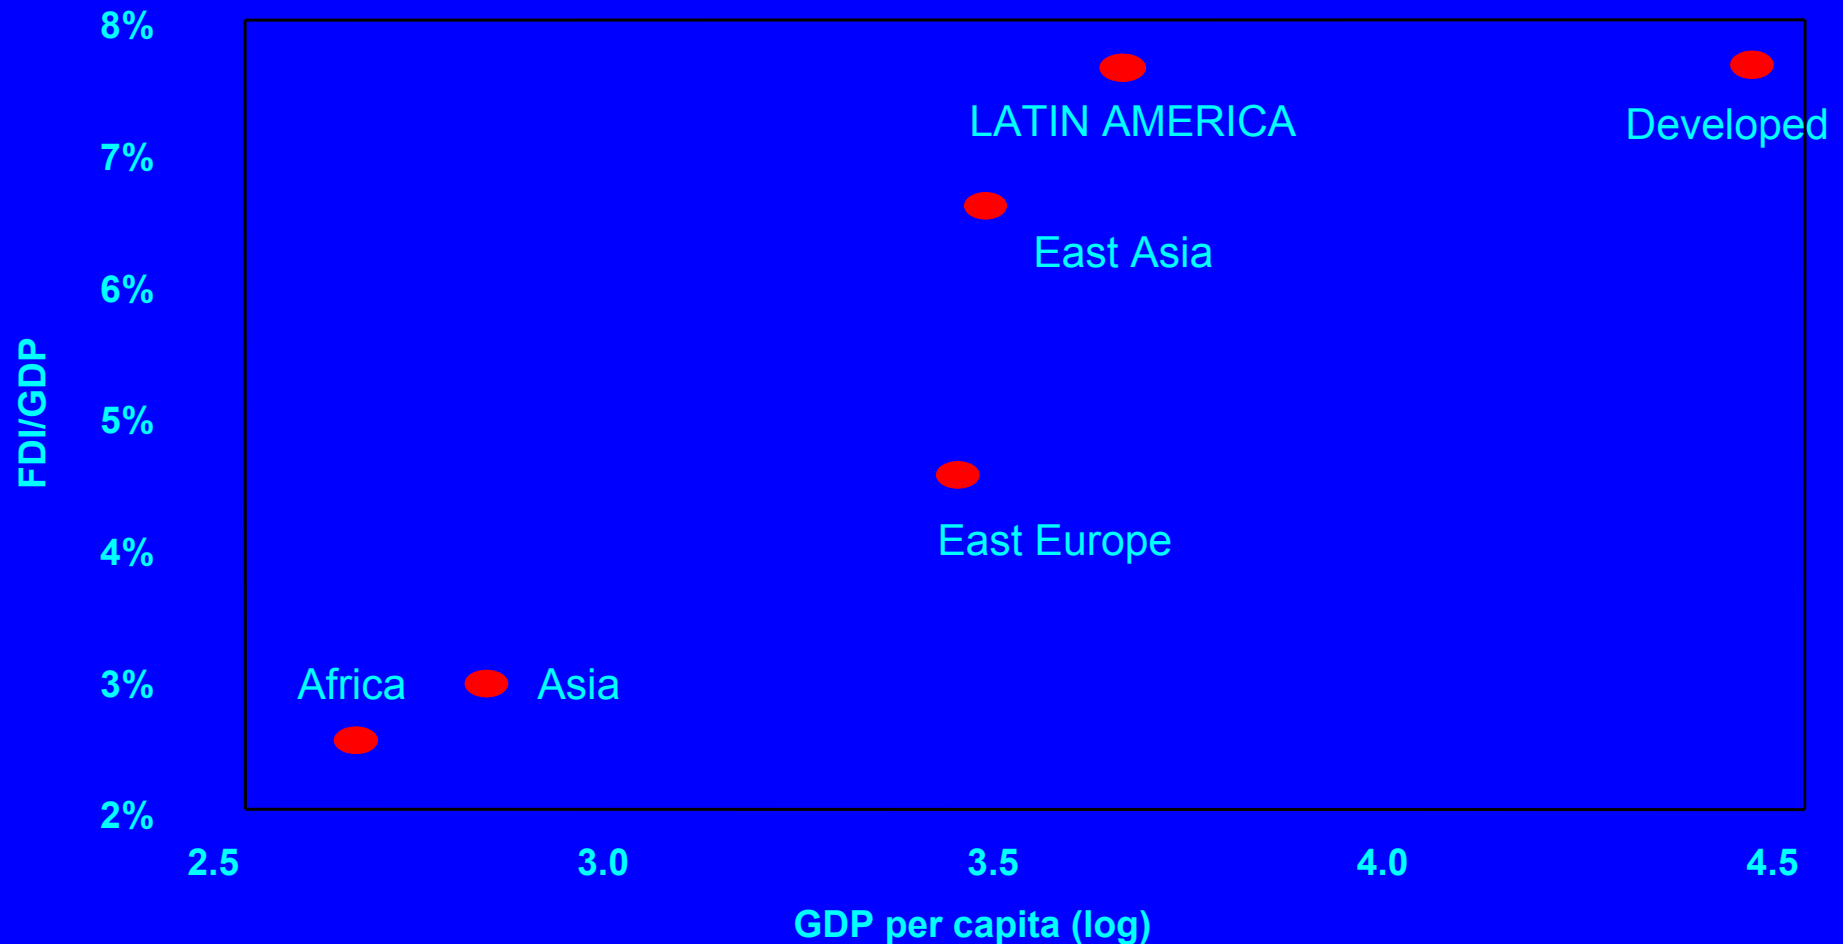 8%
LATIN AMERICA
Developed
7%
East Asia
6%
FDI/GDP
5%
East Europe
4%
Africa
Asia
3%
2%
2.5 3.0 3.5 4.0 4.5
GDP per capita (log)